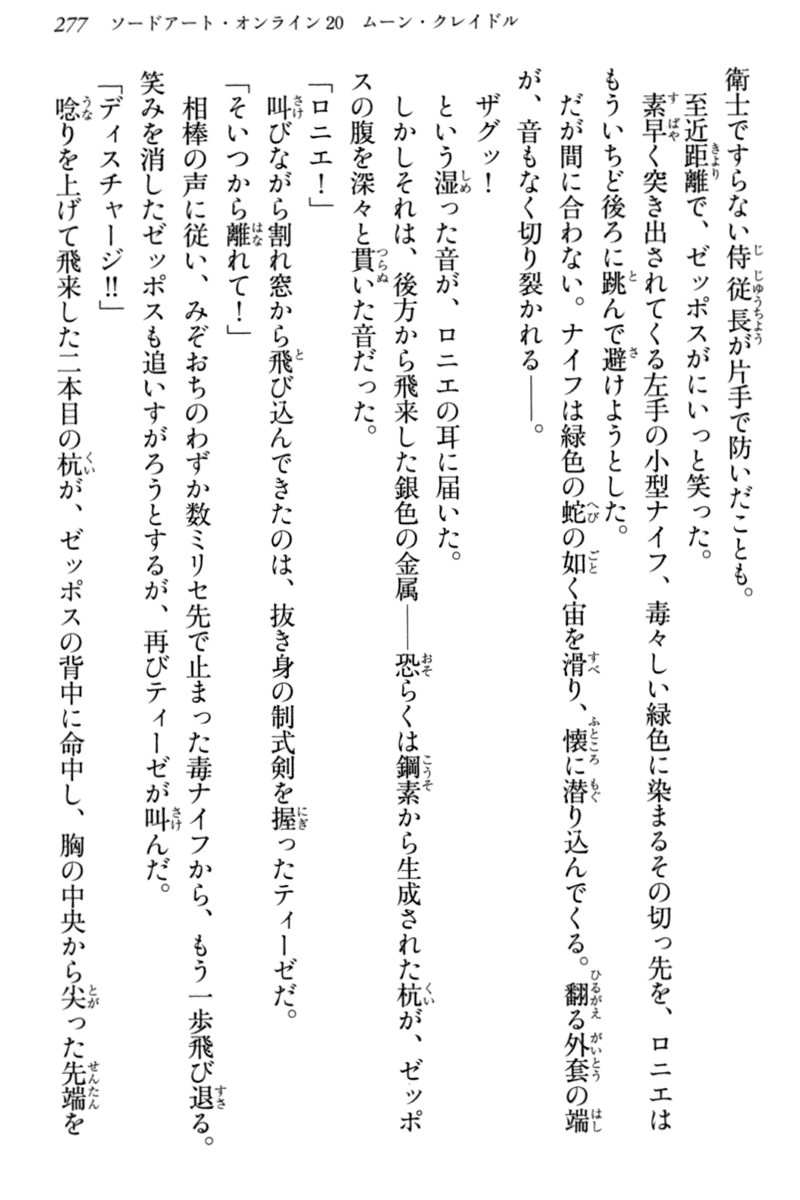 277 ソードアート・オンライン20 ムーン・クレイドル
衛士ですらない侍従長が片手で防いだことも。
至近距離で、ゼッポスがにいっと笑った。
素早く突き出されてくる左手の小型ナイフ、毒々しい緑色に染まるその切っ先を、ロニエは
もういちど後ろに跳んで避けようとした。
だが間に合わない。ナイフは緑色の蛇の如く宙を滑り、懐に潜り込んでくる。翻る外套の端
が、音もなく切り裂かれる――。
ザグッ！
という湿った音が、ロニエの耳に届いた。
しかしそれは、後方から飛来した銀色の金属――恐らくは鋼素から生成された杭が、ゼッポ
スの腹を深々と貫いた音だった。
「ロニエ！」
叫びながら割れ窓から飛び込んできたのは、抜き身の制式剣を握ったティーゼだ。
「そいつから離れて！」
相棒の声に従い、みぞおちのわずか数ミリセ先で止まった毒ナイフから、もう一歩飛び退る。
笑みを消したゼッポスも追いすがろうとするが、再びティーゼが叫んだ。
「ディスチャージ!!」
唸りを上げて飛来した二本目の杭が、ゼッポスの背中に命中し、胸の中央から尖った先端を